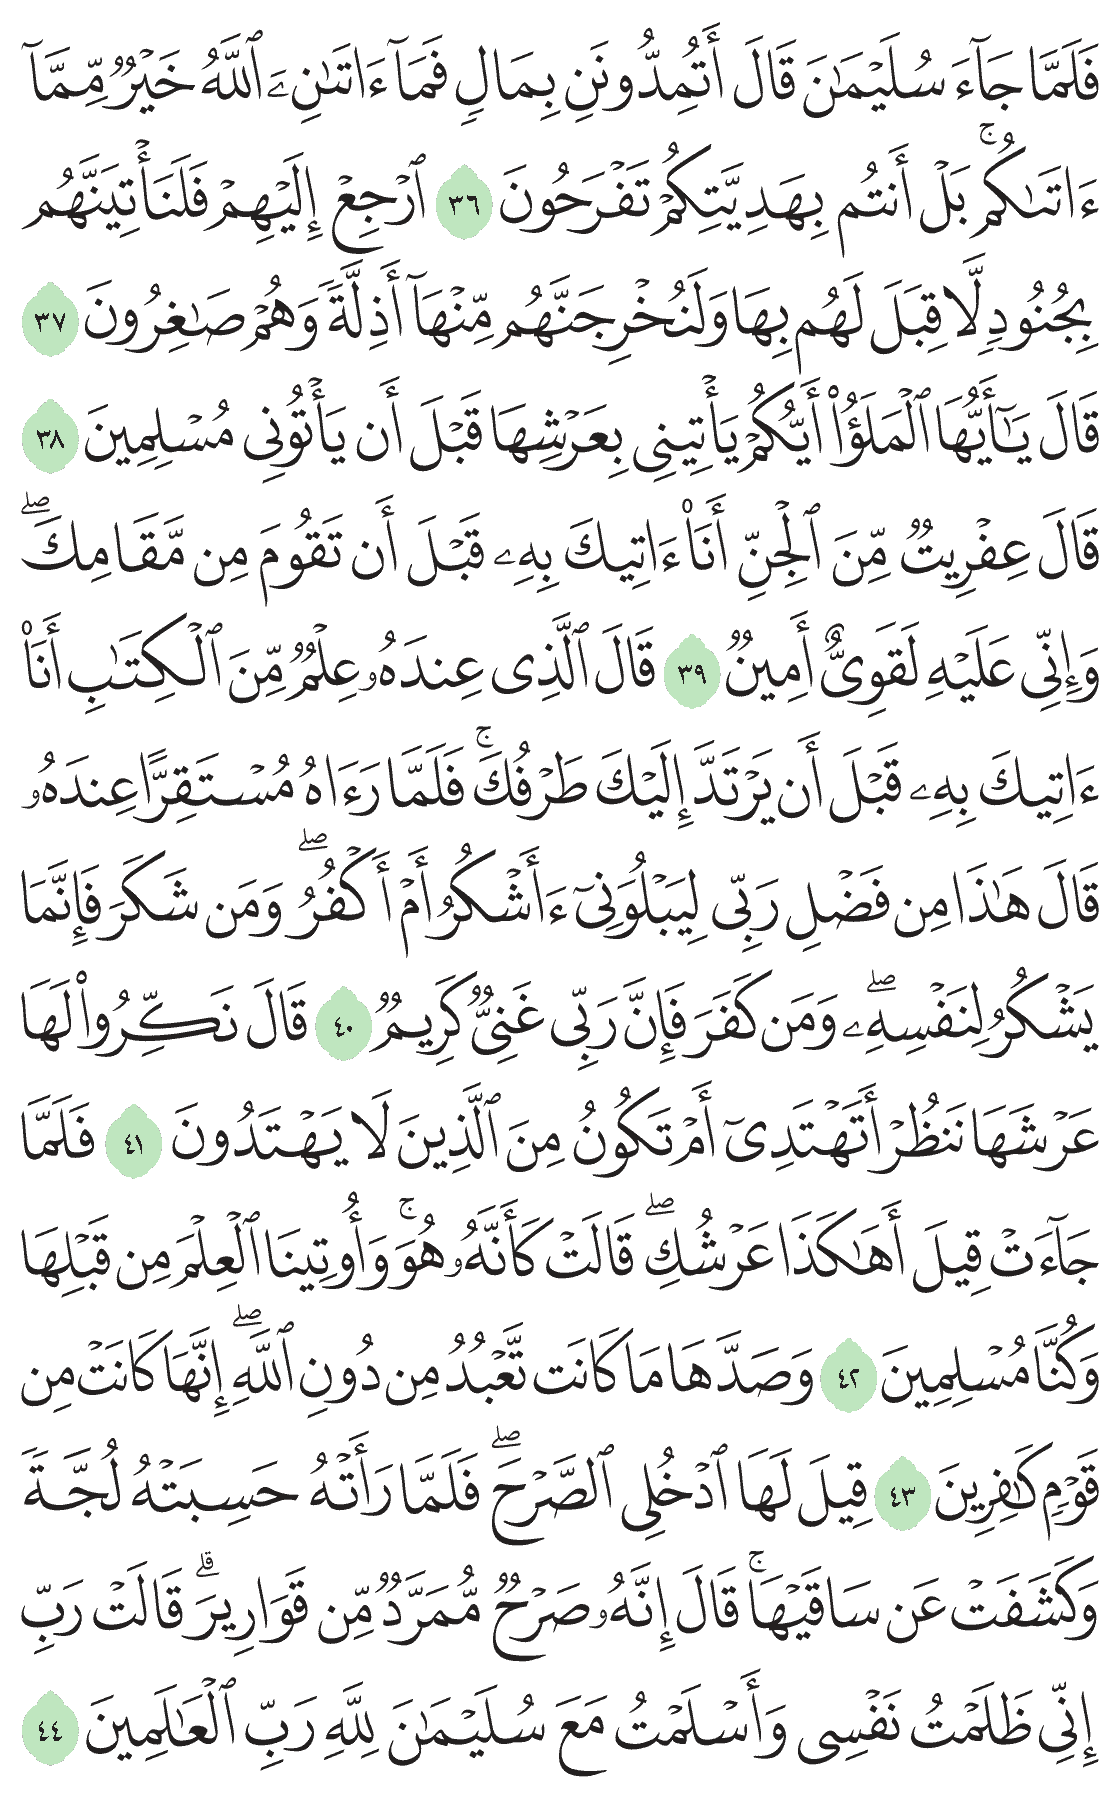 فَلَمَّا جَآءَ سُلَيۡمَٰنَ قَالَ أَتُمِدُّونَنِ بِمَالٖ فَمَآ ءَاتَىٰنِۦَ ٱللَّهُ خَيۡرٞ مِّمَّآ
ءَاتَىٰكُمۚ بَلۡ أَنتُم بِهَدِيَّتِكُمۡ تَفۡرَحُونَ ٣٦ ٱرۡجِعۡ إِلَيۡهِمۡ فَلَنَأۡتِيَنَّهُم
بِجُنُودٖ لَّا قِبَلَ لَهُم بِهَا وَلَنُخۡرِجَنَّهُم مِّنۡهَآ أَذِلَّةٗ وَهُمۡ صَٰغِرُونَ ٣٧
قَالَ يَٰٓأَيُّهَا ٱلۡمَلَؤُاْ أَيُّكُمۡ يَأۡتِينِي بِعَرۡشِهَا قَبۡلَ أَن يَأۡتُونِي مُسۡلِمِينَ ٣٨
قَالَ عِفۡرِيتٞ مِّنَ ٱلۡجِنِّ أَنَا۠ ءَاتِيكَ بِهِۦ قَبۡلَ أَن تَقُومَ مِن مَّقَامِكَۖ
وَإِنِّي عَلَيۡهِ لَقَوِيٌّ أَمِينٞ ٣٩ قَالَ ٱلَّذِي عِندَهُۥ عِلۡمٞ مِّنَ ٱلۡكِتَٰبِ أَنَا۠
ءَاتِيكَ بِهِۦ قَبۡلَ أَن يَرۡتَدَّ إِلَيۡكَ طَرۡفُكَۚ فَلَمَّا رَءَاهُ مُسۡتَقِرًّا عِندَهُۥ
قَالَ هَٰذَا مِن فَضۡلِ رَبِّي لِيَبۡلُوَنِيٓ ءَأَشۡكُرُ أَمۡ أَكۡفُرُۖ وَمَن شَكَرَ فَإِنَّمَا
يَشۡكُرُ لِنَفۡسِهِۦۖ وَمَن كَفَرَ فَإِنَّ رَبِّي غَنِيّٞ كَرِيمٞ ٤٠ قَالَ نَكِّرُواْ لَهَا
عَرۡشَهَا نَنظُرۡ أَتَهۡتَدِيٓ أَمۡ تَكُونُ مِنَ ٱلَّذِينَ لَا يَهۡتَدُونَ ٤١ فَلَمَّا
جَآءَتۡ قِيلَ أَهَٰكَذَا عَرۡشُكِۖ قَالَتۡ كَأَنَّهُۥ هُوَۚ وَأُوتِينَا ٱلۡعِلۡمَ مِن قَبۡلِهَا
وَكُنَّا مُسۡلِمِينَ ٤٢ وَصَدَّهَا مَا كَانَت تَّعۡبُدُ مِن دُونِ ٱللَّهِۖ إِنَّهَا كَانَتۡ مِن
قَوۡمٖ كَٰفِرِينَ ٤٣ قِيلَ لَهَا ٱدۡخُلِي ٱلصَّرۡحَۖ فَلَمَّا رَأَتۡهُ حَسِبَتۡهُ لُجَّةٗ
وَكَشَفَتۡ عَن سَاقَيۡهَاۚ قَالَ إِنَّهُۥ صَرۡحٞ مُّمَرَّدٞ مِّن قَوَارِيرَۗ قَالَتۡ رَبِّ
إِنِّي ظَلَمۡتُ نَفۡسِي وَأَسۡلَمۡتُ مَعَ سُلَيۡمَٰنَ لِلَّهِ رَبِّ ٱلۡعَٰلَمِينَ ٤٤